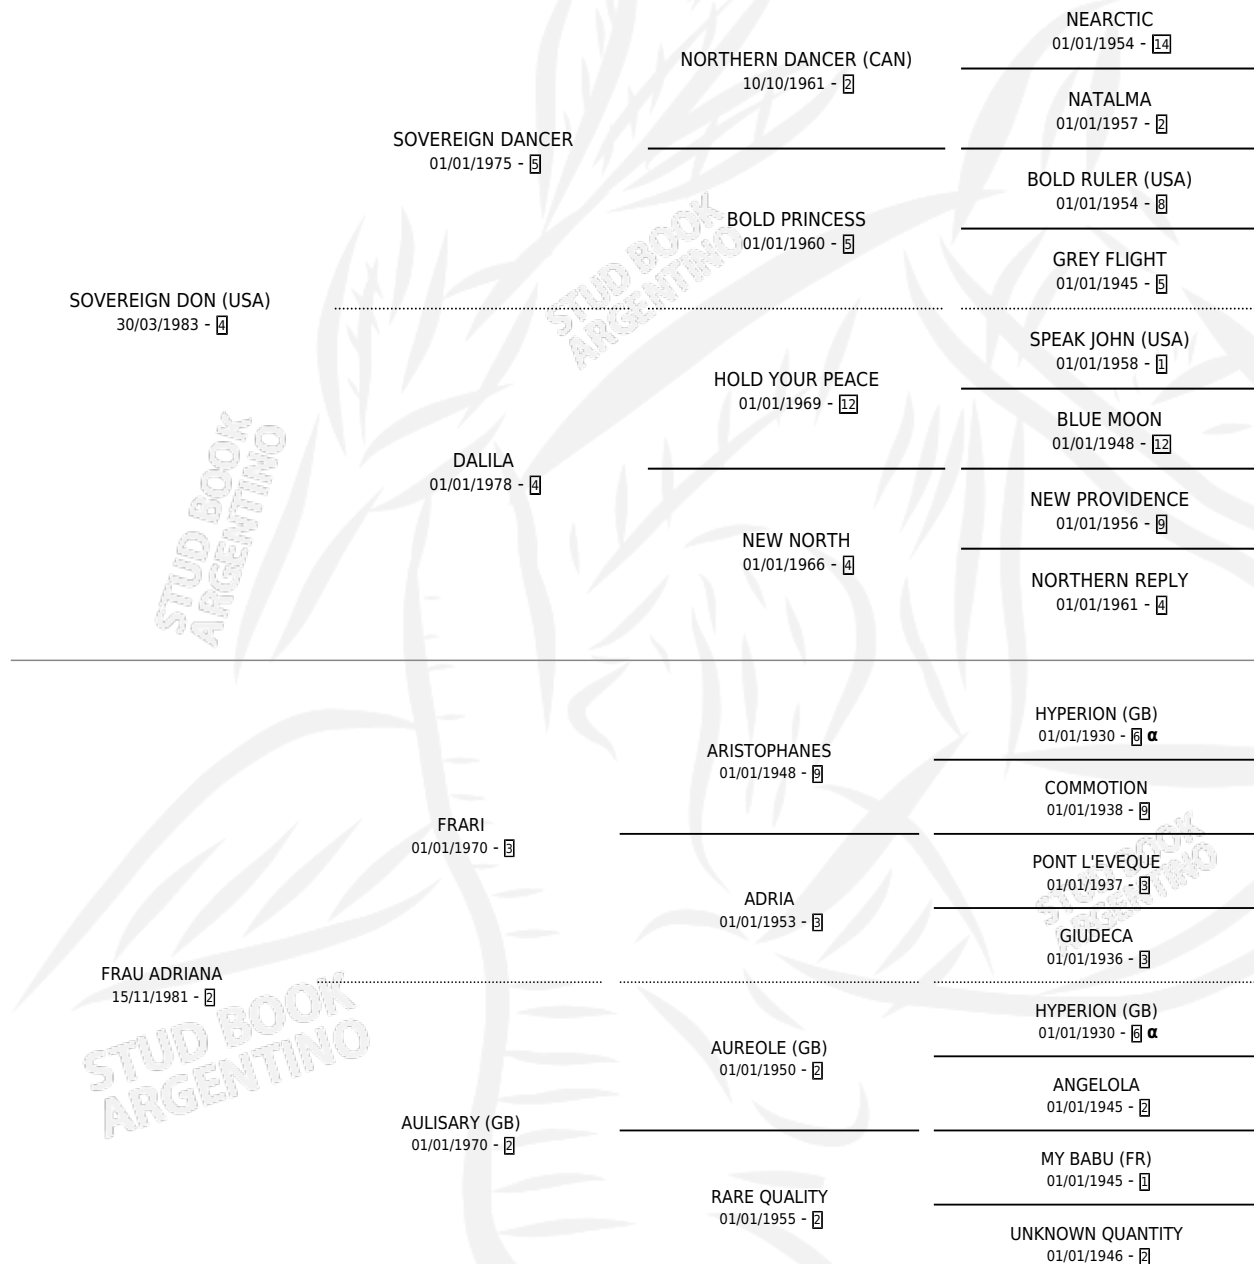 NEARCTIC
01/01/1954 - 14
NORTHERN DANCER (CAN)
10/10/1961 - 2
NATALMA
01/01/1957 - 2
SOVEREIGN DANCER
01/01/1975 - 5
BOLD RULER (USA)
01/01/1954 - 8
BOLD PRINCESS
01/01/1960 - 5
GREY FLIGHT
01/01/1945 - 5
STUD BOOK
ARGENTINO
SOVEREIGN DON (USA)
30/03/1983 - 4
SPEAK JOHN (USA)
01/01/1958 - 1
HOLD YOUR PEACE
01/01/1969 - 12
BLUE MOON
01/01/1948 - 12
DALILA
01/01/1978 - 4
NEW PROVIDENCE
01/01/1956 - 9
STUD BOOK
ARGENTINO
NEW NORTH
01/01/1966 - 4
NORTHERN REPLY
01/01/1961 - 4
HYPERION (GB)
01/01/1930 - 6 α
ARISTOPHANES
01/01/1948 - 9
COMMOTION
01/01/1938 - 9
FRARI
01/01/1970 - 3
PONT L'EVEQUE
01/01/1937 - 3
STUD BOOK
ARGENTINO
ADRIA
01/01/1953 - 3
GIUDECA
01/01/1936 - 3
FRAU ADRIANA
15/11/1981 - 2
STUD BOOK
ARGENTINO
HYPERION (GB)
01/01/1930 - 6 α
AUREOLE (GB)
01/01/1950 - 2
ANGELOLA
01/01/1945 - 2
AULISARY (GB)
01/01/1970 - 2
MY BABU (FR)
01/01/1945 - 1
RARE QUALITY
01/01/1955 - 2
UNKNOWN QUANTITY
01/01/1946 - 2